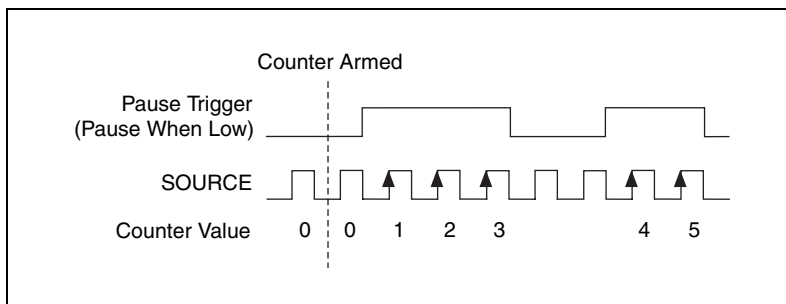 Counter Armed
Pause Trigger
(Pause When Low)
SOURCE
Counter Value 0 0 1 2 3 4 5